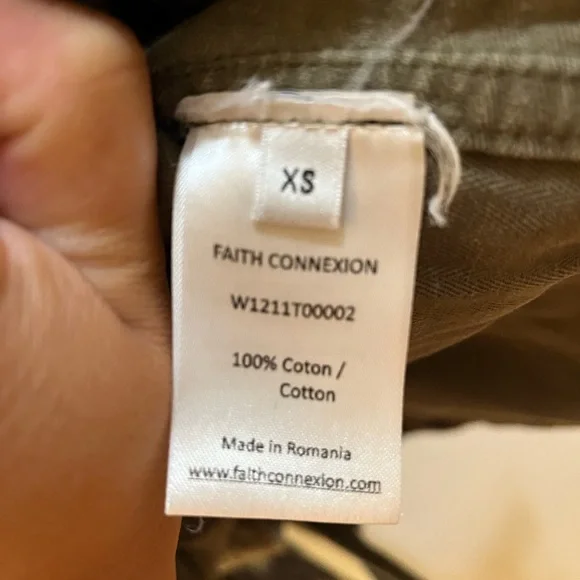 XS
FAITH CONNEXION
W1211T00002
100% Coton /
Cotton
Made in Romania
www.faithconnexion.com